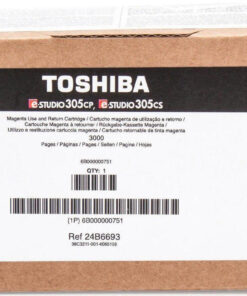 TOSHIBA
e-STUDIO305CP, e-STUDIO305CS
Magenta Use and Return Cartridge / Cartucho magenta de utilização e retorno /
Cartouche Magenta à retourner / Rückgabe-Kassette Magenta /
Utilizzo e restituzione cartuccia magenta / Cartucho retornable de tinta magenta
3000
Pages / Páginas / Pages / Seiten / Pagine / Hojas
6B000000751
QTY: 1
(1P) 6B000000751
Ref 24B6693